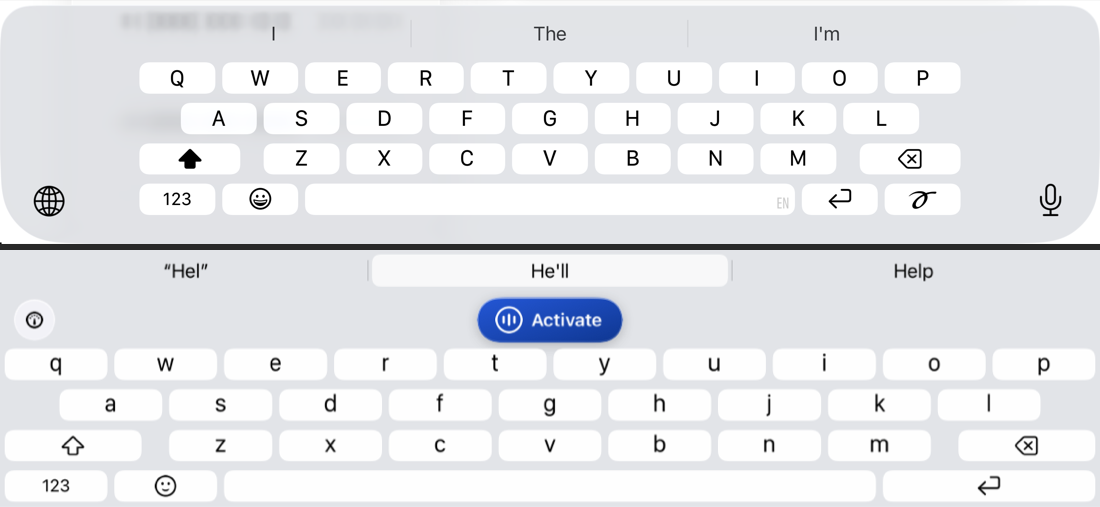 I The I'm
Q W E R T Y U I O P
A S D F G H J K L
Z X C V B N M
123 EN
“Hel” He'll Help
Activate
q w e r t y u i o p
a s d f g h j k l
z x c v b n m
123